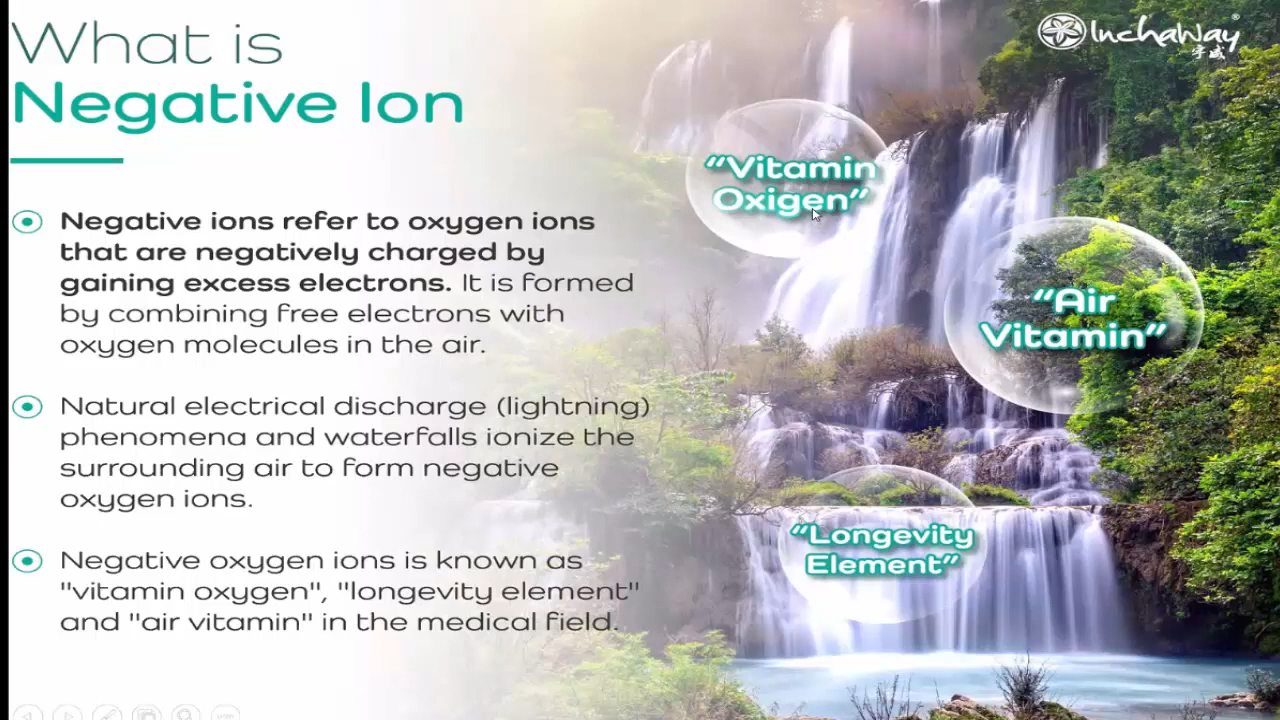 What is
Negative Ion
Negative ions refer to oxygen ions
that are negatively charged by
gaining excess electrons. It is formed
by combining free electrons with
oxygen molecules in the air.
Natural electrical discharge (lightning)
phenomena and waterfalls ionize the
surrounding air to form negative
oxygen ions.
Negative oxygen ions is known as
"vitamin oxygen", "longevity element"
and "air vitamin" in the medical field.
InchaWay®
宇威
“Vitamin
Oxigen”
“Air
Vitamin”
“Longevity
Element”